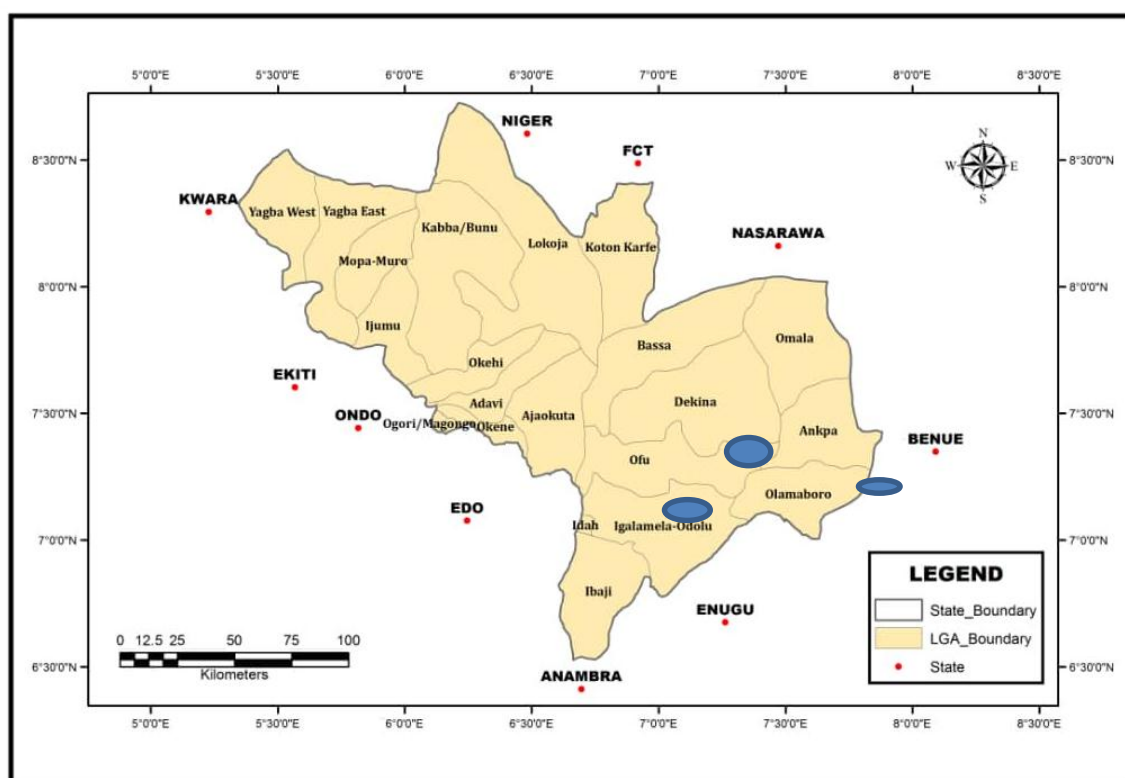 5°0'0"E 5°30'0"E 6°0'0"E 6°30'0"E 7°0'0"E 7°30'0"E 8°0'0"E 8°30'0"E
NIGER
FCT
N
8°30'0"N 8°30'0"N
W E
S
KWARA
Yagba West Yagba East
Kabba/Bunu
NASARAWA
Lokoja Koton Karfe
Mopa-Muro
8°0'0"N 8°0'0"N
Ijumu
Bassa Omala
Okehi
EKITI
7°30'0"N 7°30'0"N
Adavi
Dekina
ONDO
Ogori/Magongo Okene
Ajaokuta
Ankpa
BENUE
Ofu
Olamaboro
EDO
Idah Igalamela-Odolu
7°0'0"N 7°0'0"N
Ibaji
ENUGU
LEGEND
State_Boundary
LGA_Boundary
State
0 12.5 25 50 75 100
Kilometers
6°30'0"N 6°30'0"N
ANAMBRA
5°0'0"E 5°30'0"E 6°0'0"E 6°30'0"E 7°0'0"E 7°30'0"E 8°0'0"E 8°30'0"E